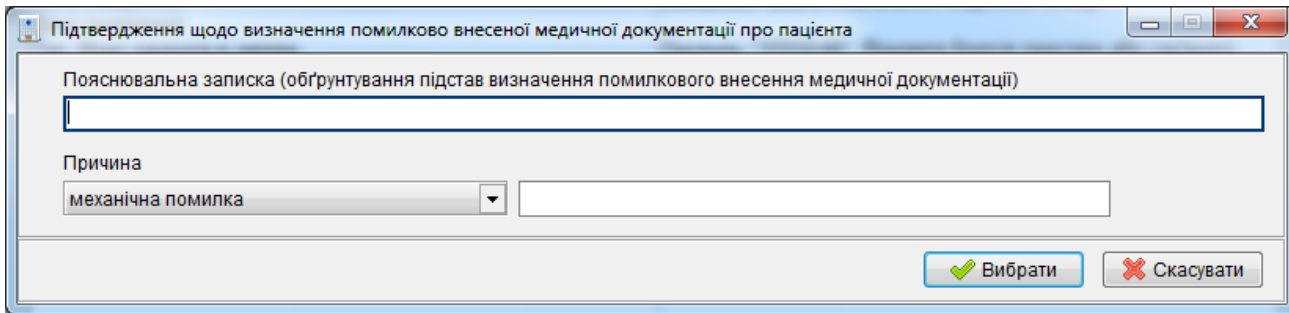 Підтвердження щодо визначення помилково внесеної медичної документації про пацієнта
Пояснювальна записка (обґрунтування підстав визначення помилкового внесення медичної документації)
Причина
механічна помилка
Вибрати Скасувати